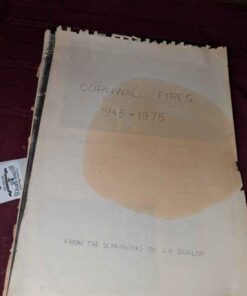 CORNWALL FIRES
1945-1975
FROM THE SCRAPBOOKS OF J.P. DUNLOP